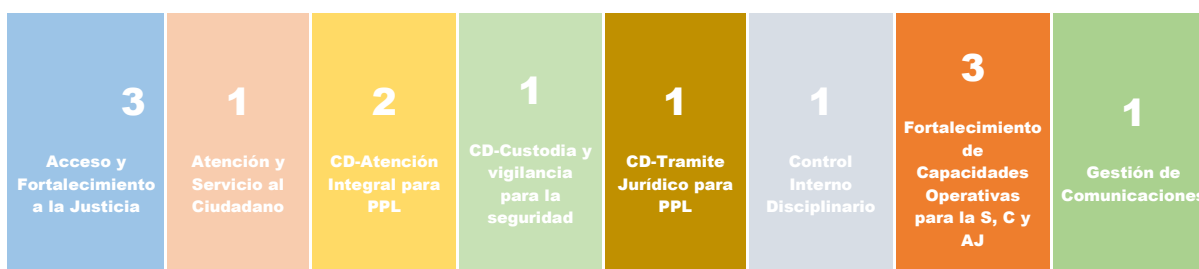 3
Acceso y
Fortalecimiento
a la Justicia
1
Atención y
Servicio al
Ciudadano
2
CD-Atención
Integral para
PPL
1
CD-Custodia y
vigilancia
para la
seguridad
1
CD-Tramite
Jurídico para
PPL
1
Control
Interno
Disciplinario
3
Fortalecimiento
de
Capacidades
Operativas
para la S, C y
AJ
1
Gestión de
Comunicaciones